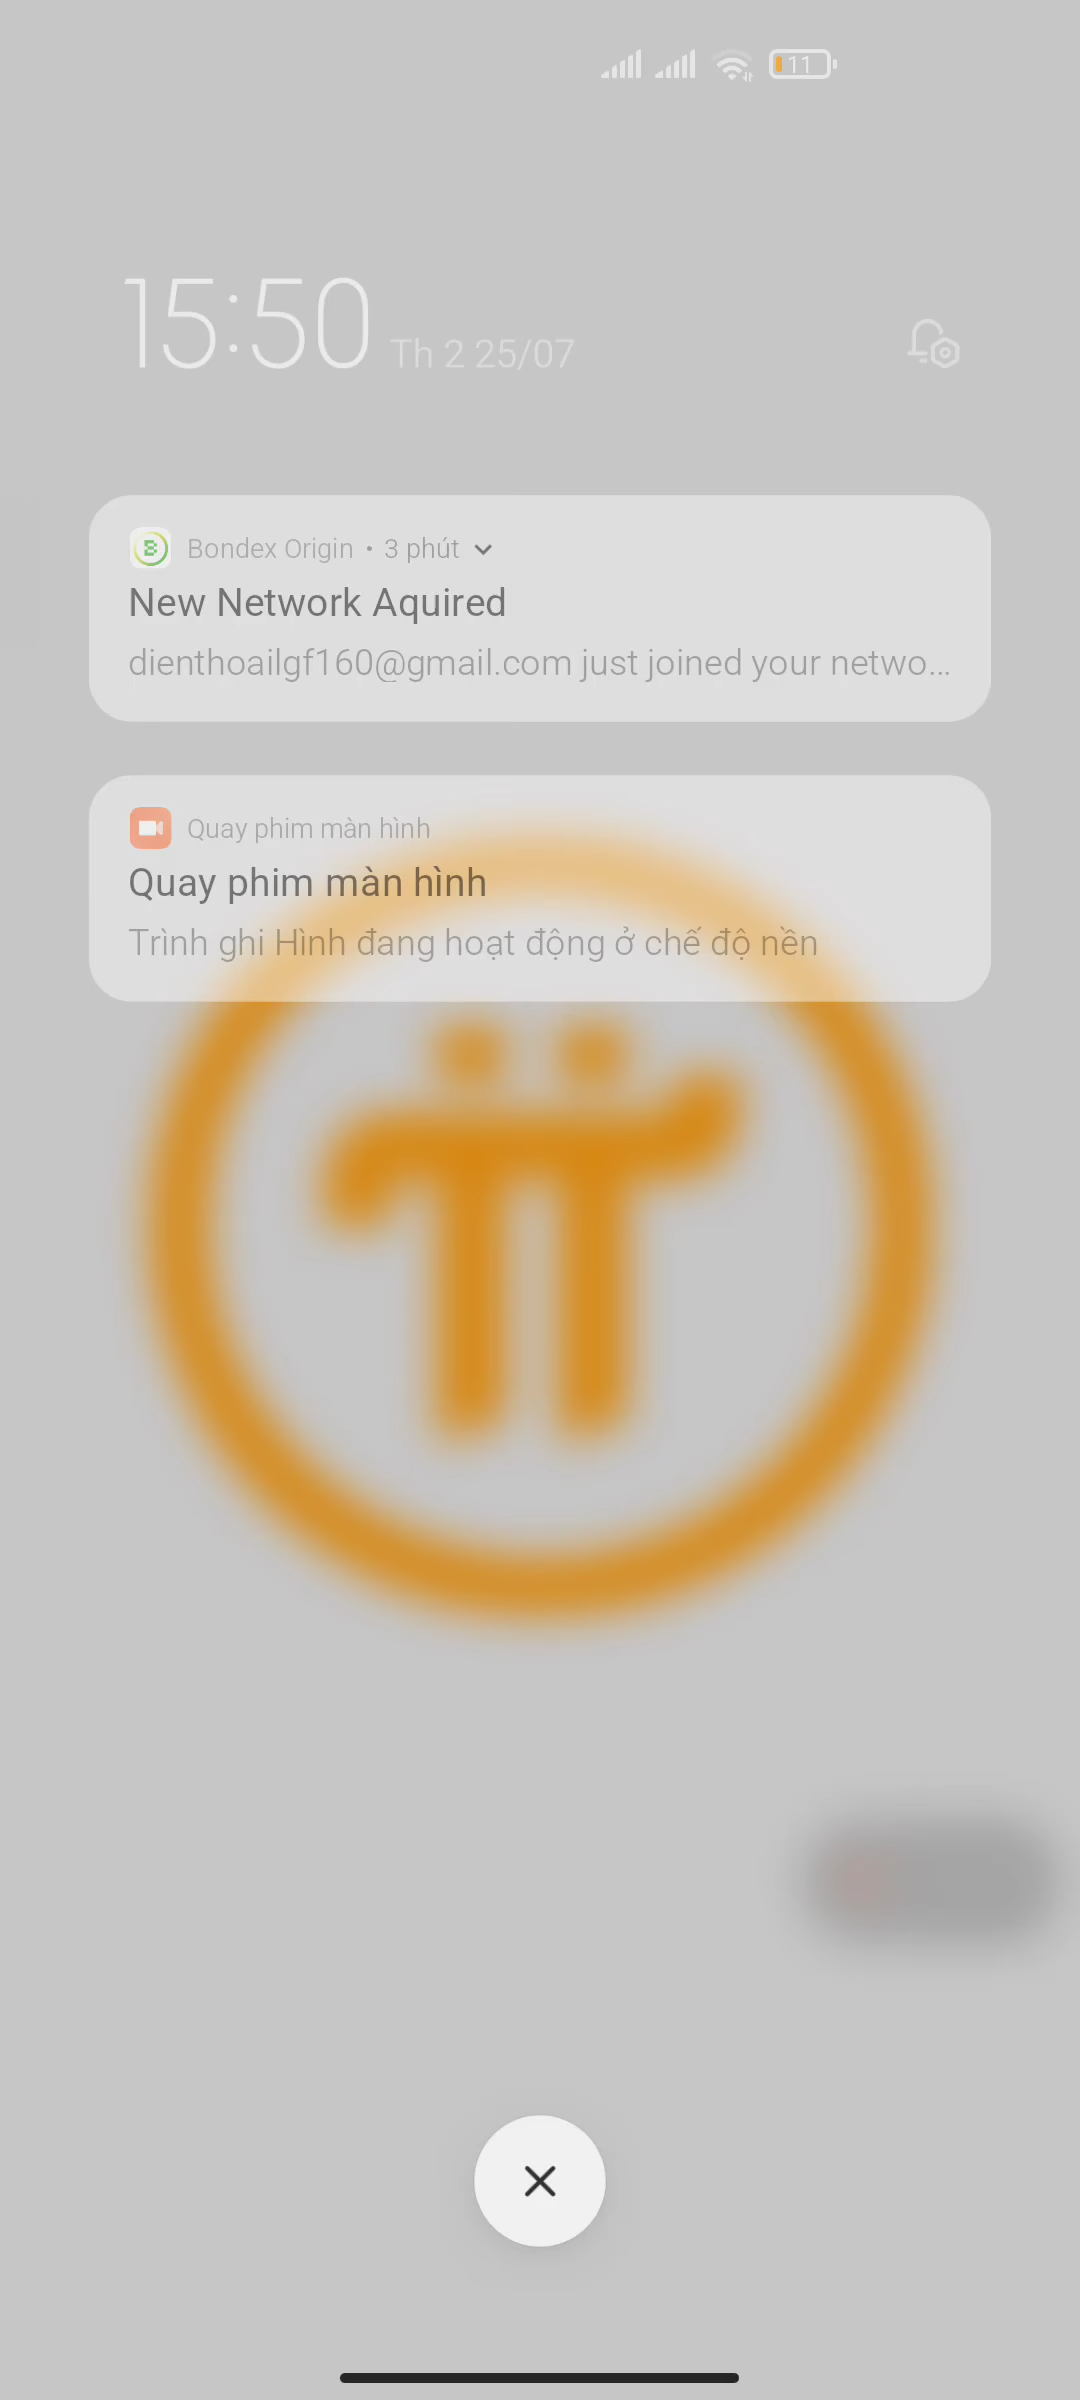 11
15:50 Th 2 25/07
Bondex Origin • 3 phút
New Network Aquired
dienthoailgf160@gmail.com just joined your netwo...
Quay phim màn hình
Quay phim màn hình
Trình ghi Hình đang hoạt động ở chế độ nền